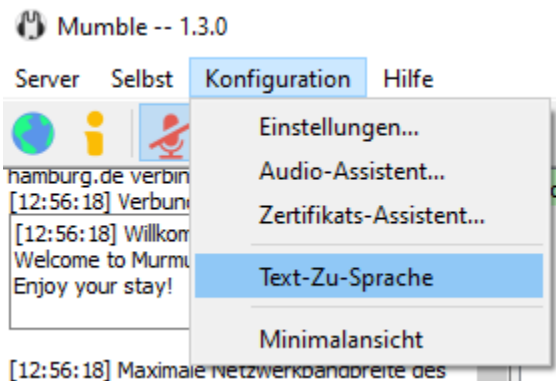 Mumble -- 1.3.0
Server Selbst Konfiguration Hilfe
Einstellungen...
Audio-Assistent...
Zertifikats-Assistent...
Text-Zu-Sprache
Minimalansicht
hamburg.de verbin
[12:56:18] Verbun
[12:56:18] Willkom
Welcome to Murmu
Enjoy your stay!
[12:56:18] Maximale Netzwerkbandbreite des